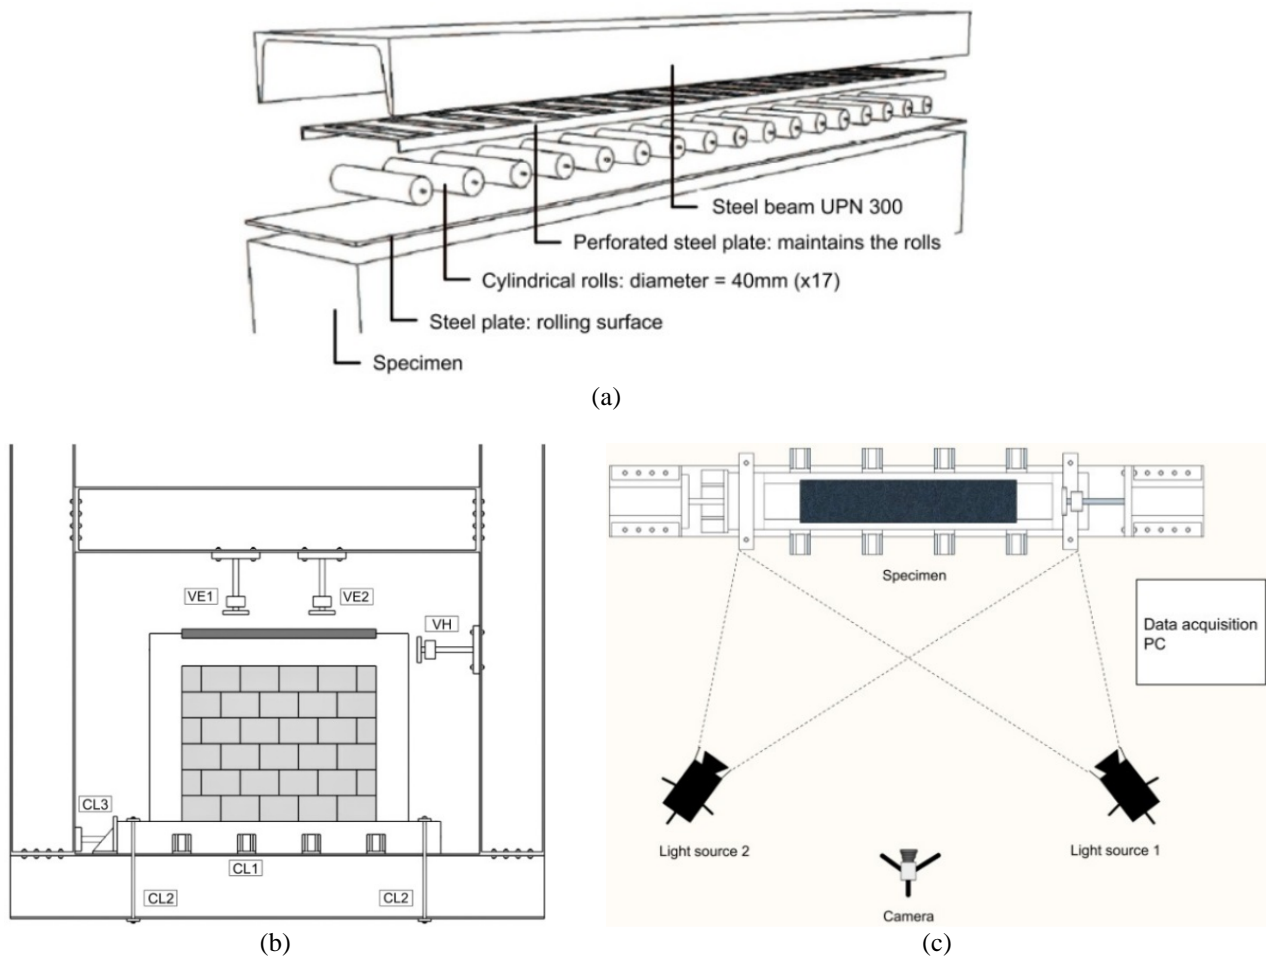 Steel beam UPN 300
Perforated steel plate: maintains the rolls
Cylindrical rolls: diameter = 40mm (x17)
Steel plate: rolling surface
Specimen
(a)
VE1
VE2
VH
CL3
CL1
CL2
CL2
(b)
Specimen
Data acquisition
PC
Light source 2
Light source 1
Camera
(c)